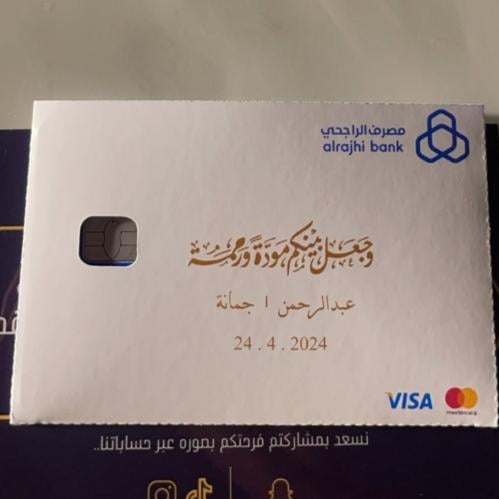 مصرف الراجحي
alrajhi bank
وجعل بينكم مودة ورحمة
عبدالرحمن | جمانة
24 . 4 . 2024
VISA
mastercard
نسعد بمشاركتم فرحتكم بصوره عبر حساباتنا..